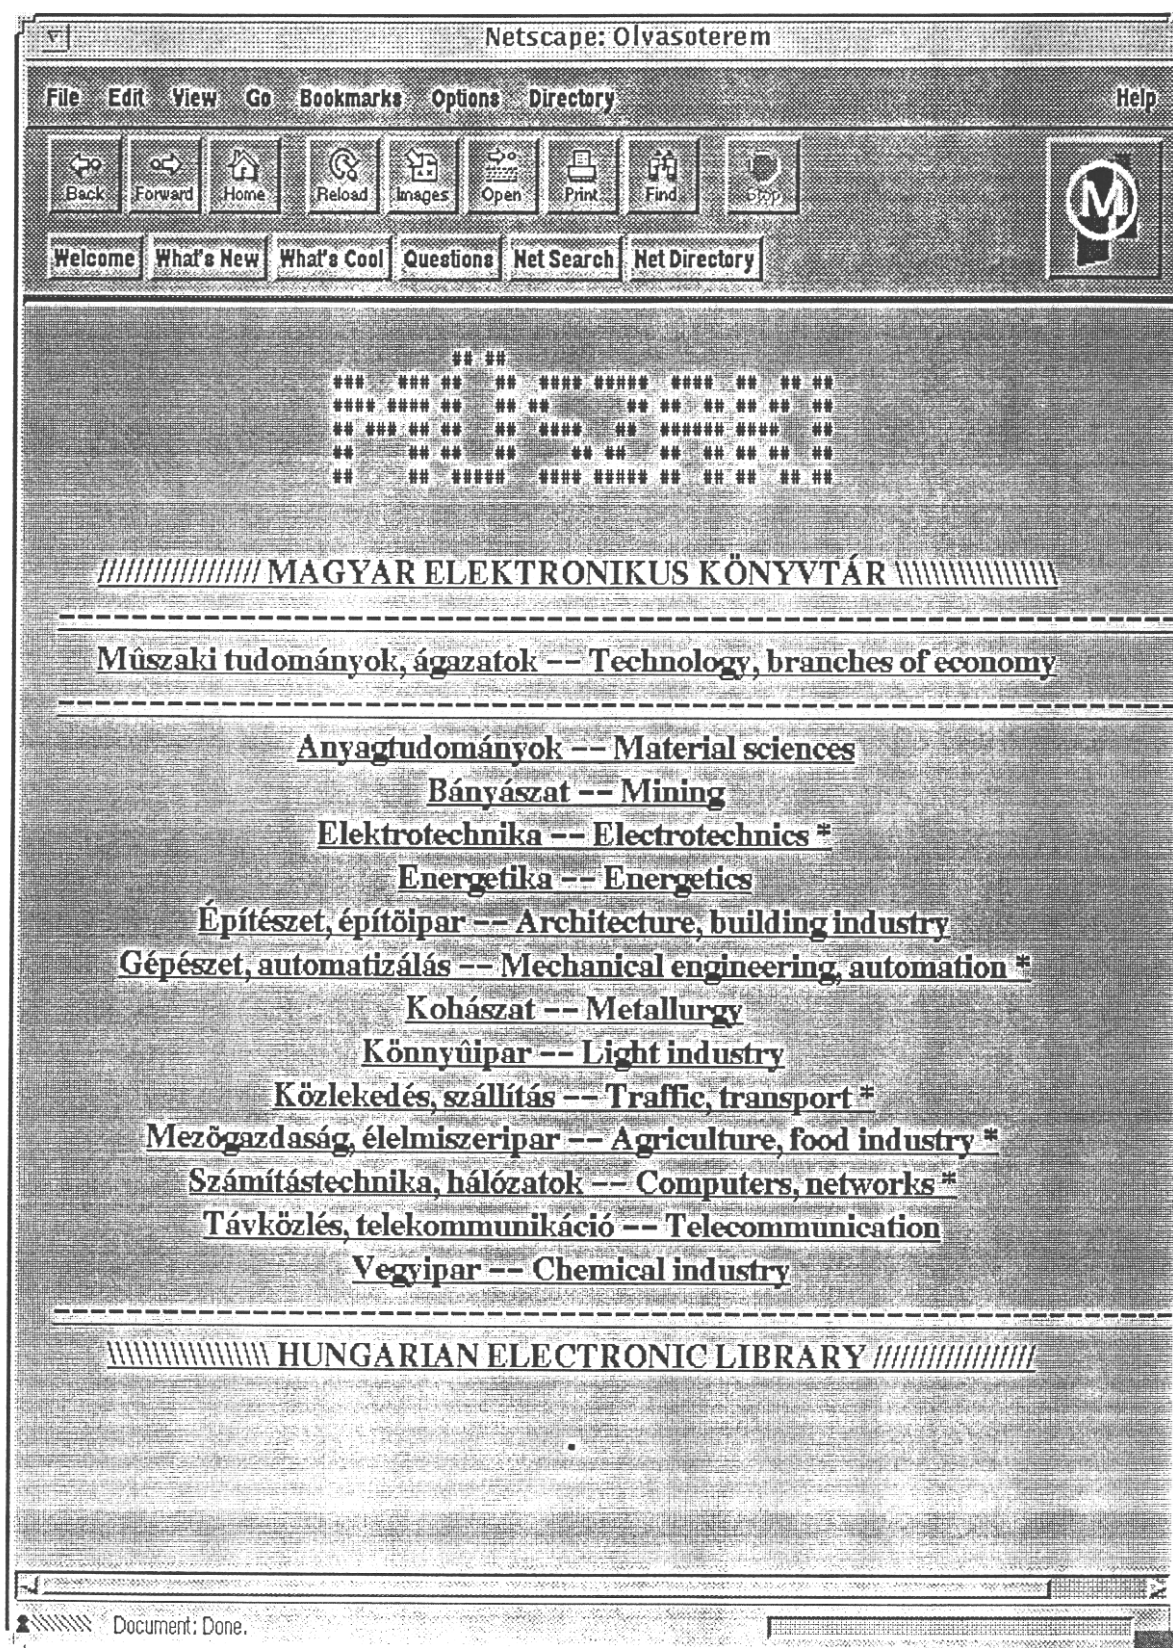 Netscape: Olvasoterem
File Edit View Go Bookmarks Options Directory Help
Back Forward Home Reload Images Open Print Find Stop
M
Welcome What's New What's Cool Questions Net Search Net Directory
MÛSZAKI
//////////////// MAGYAR ELEKTRONIKUS KÖNYVTÁR \\\\\\\\\\\\\\\\
Mûszaki tudományok, ágazatok -- Technology, branches of economy
Anyagtudományok -- Material sciences
Bányászat -- Mining
Elektrotechnika -- Electrotechnics *
Energetika -- Energetics
Építészet, építõipar -- Architecture, building industry
Gépészet, automatizálás -- Mechanical engineering, automation *
Kohászat -- Metallurgy
Könnyûipar -- Light industry
Közlekedés, szállítás -- Traffic, transport *
Mezõgazdaság, élelmiszeripar -- Agriculture, food industry *
Számítástechnika, hálózatok -- Computers, networks *
Távközlés, telekommunikáció -- Telecommunication
Vegyipar -- Chemical industry
\\\\\\\\\\\\\\\\ HUNGARIAN ELECTRONIC LIBRARY ////////////////
Document: Done.